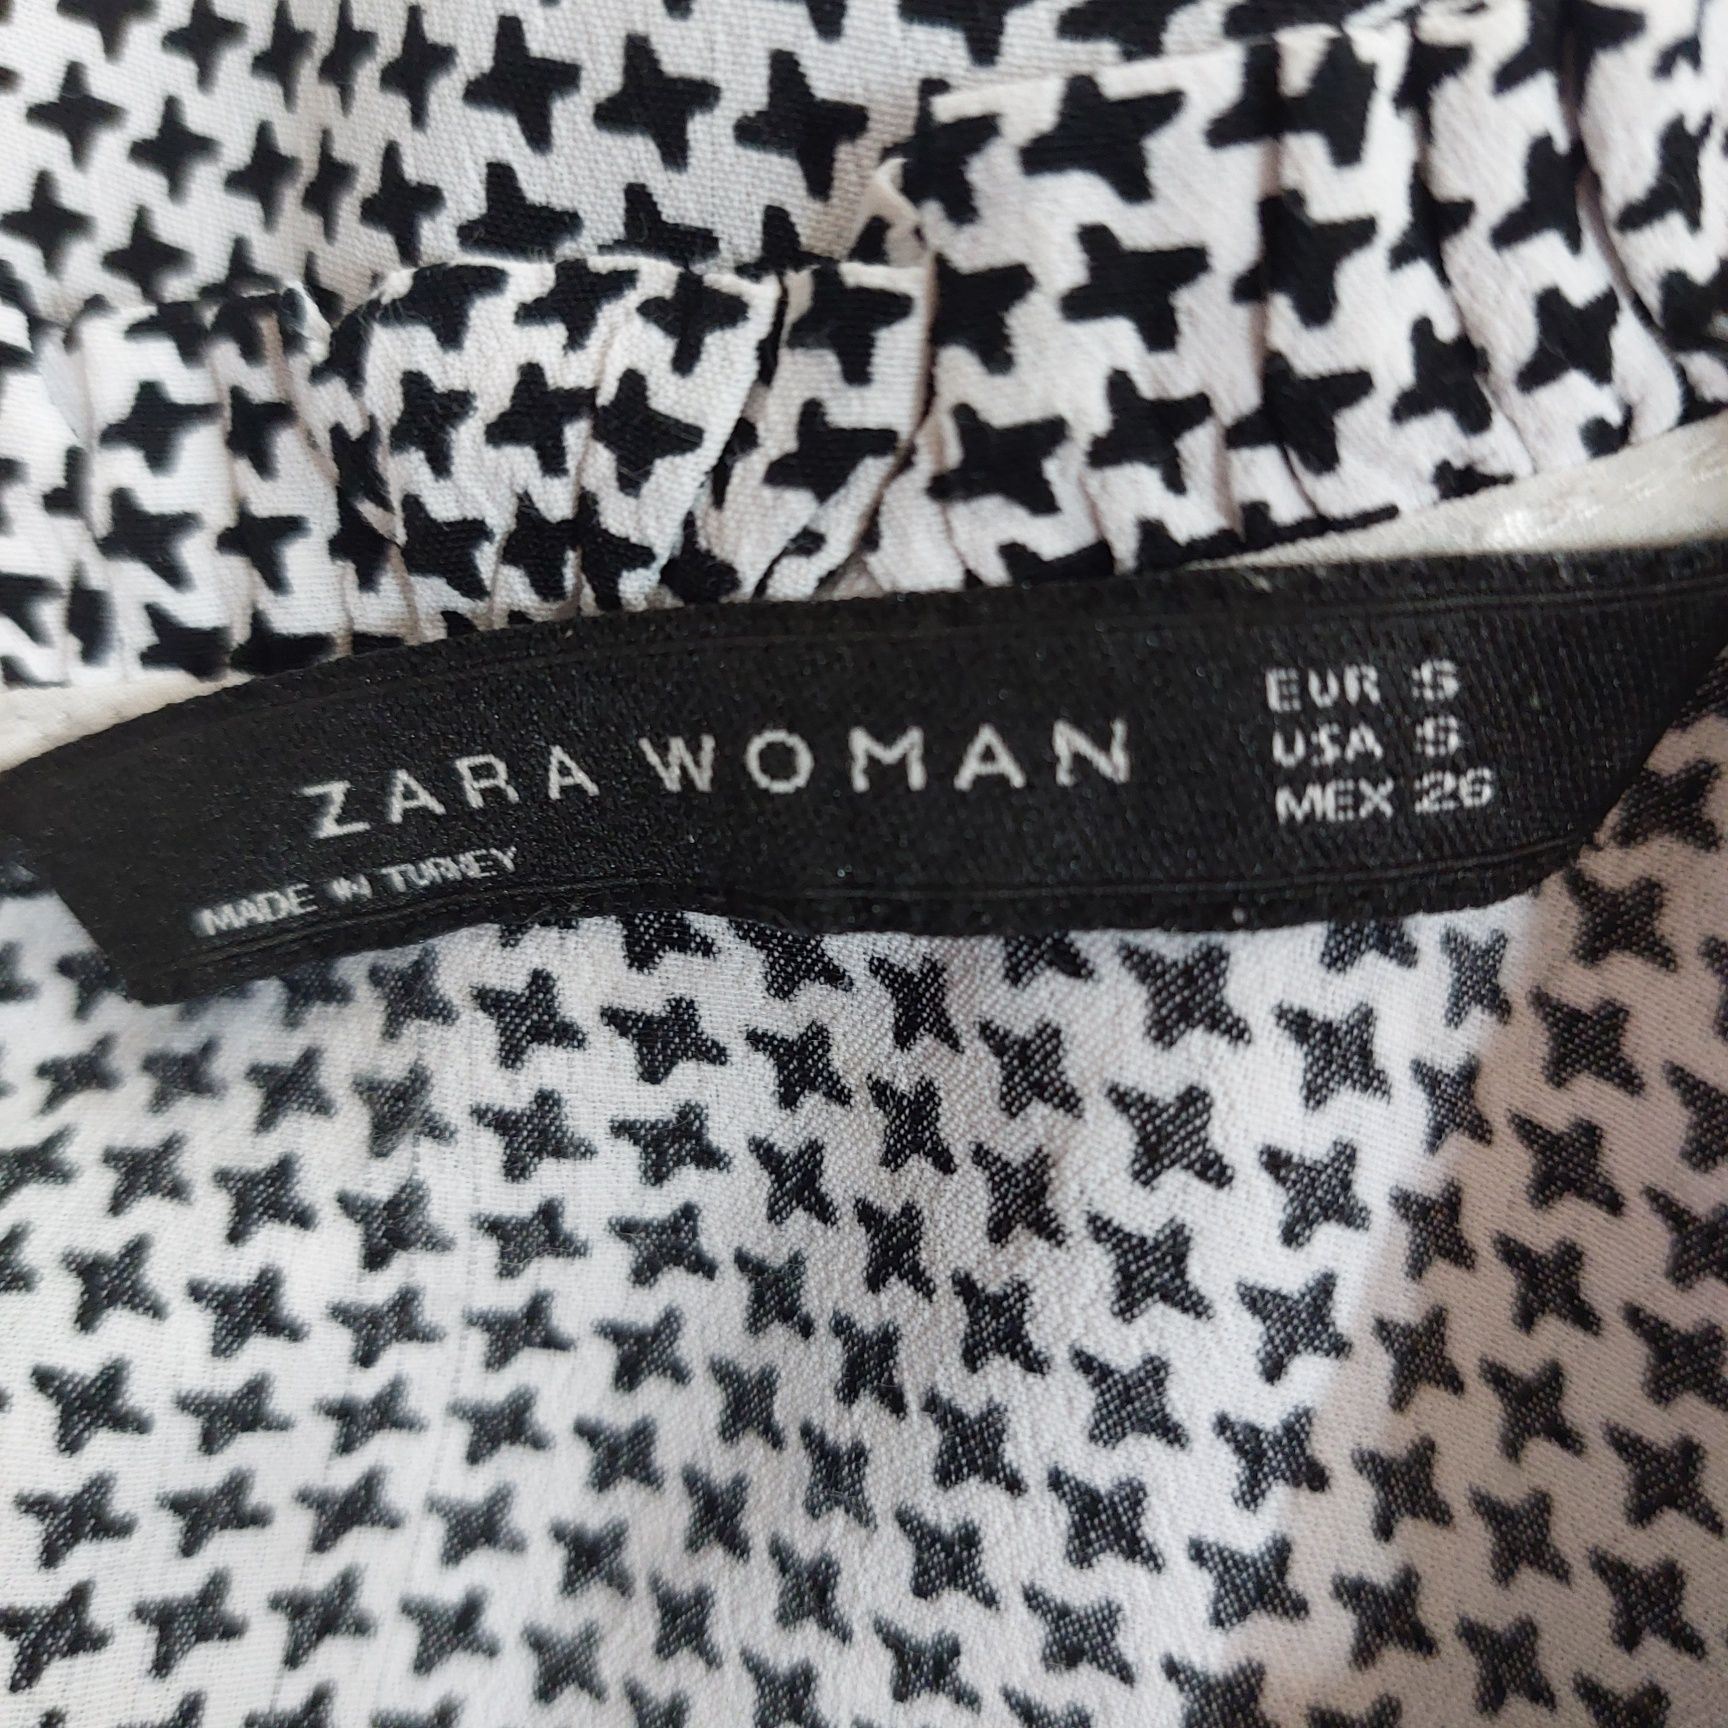 ZARA WOMAN
MADE IN TURKEY
EUR S
USA S
MEX 26